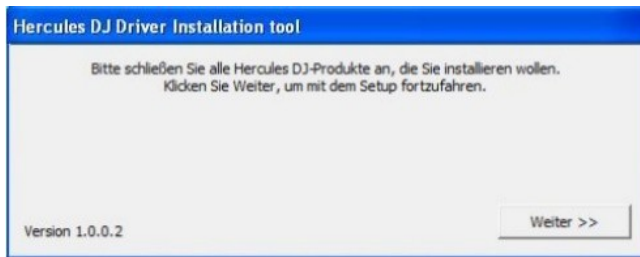 Hercules DJ Driver Installation tool
Bitte schließen Sie alle Hercules DJ-Produkte an, die Sie installieren wollen.
Klicken Sie Weiter, um mit dem Setup fortzufahren.
Version 1.0.0.2
Weiter >>